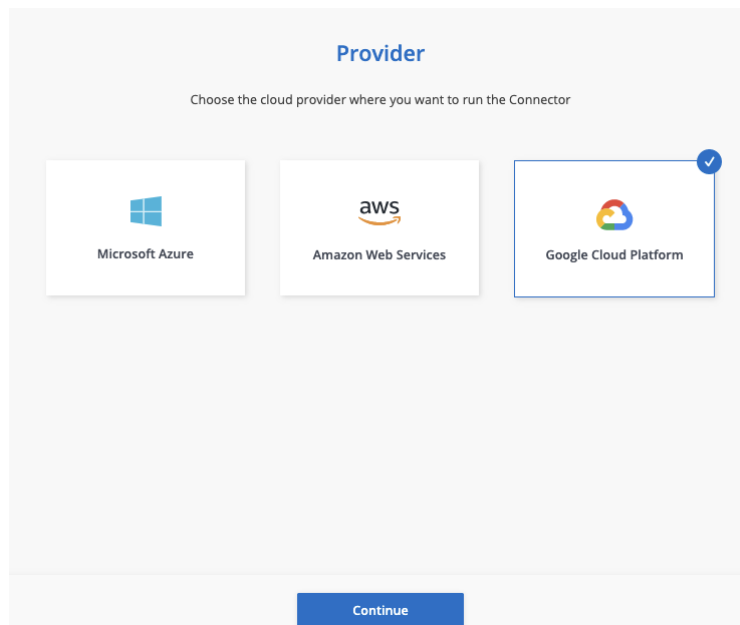 Provider
Choose the cloud provider where you want to run the Connector
Microsoft Azure
aws
Amazon Web Services
Google Cloud Platform
Continue